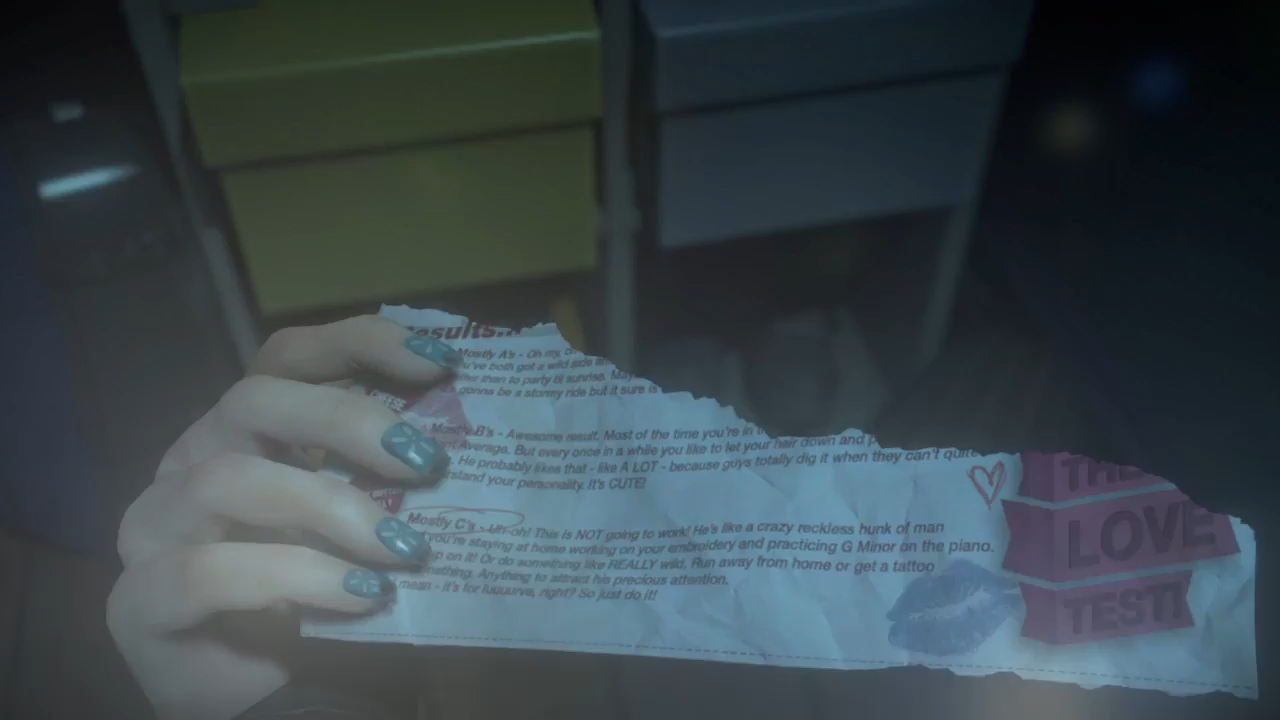 esults...
Mostly A's - Oh my
u've both got a wild side
than to party til sunrise.
gonna be a stormy ride but it sure is
Mostly B's - Awesome result. Most of the time you're in
Average. But every once in a while you like to let your hair down and
He probably likes that - like A LOT - because guys totally dig it when they can't quite
rstand your personality. It's CUTE!
Mostly C's - Uh-oh! This is NOT going to work! He's like a crazy reckless hunk of man
you're staying at home working on your embroidery and practicing G Minor on the piano.
p on it! Or do something like REALLY wild. Run away from home or get a tattoo
mething. Anything to attract his precious attention.
mean - it's for luuuurve, right? So just do it!
THE
LOVE
TEST!